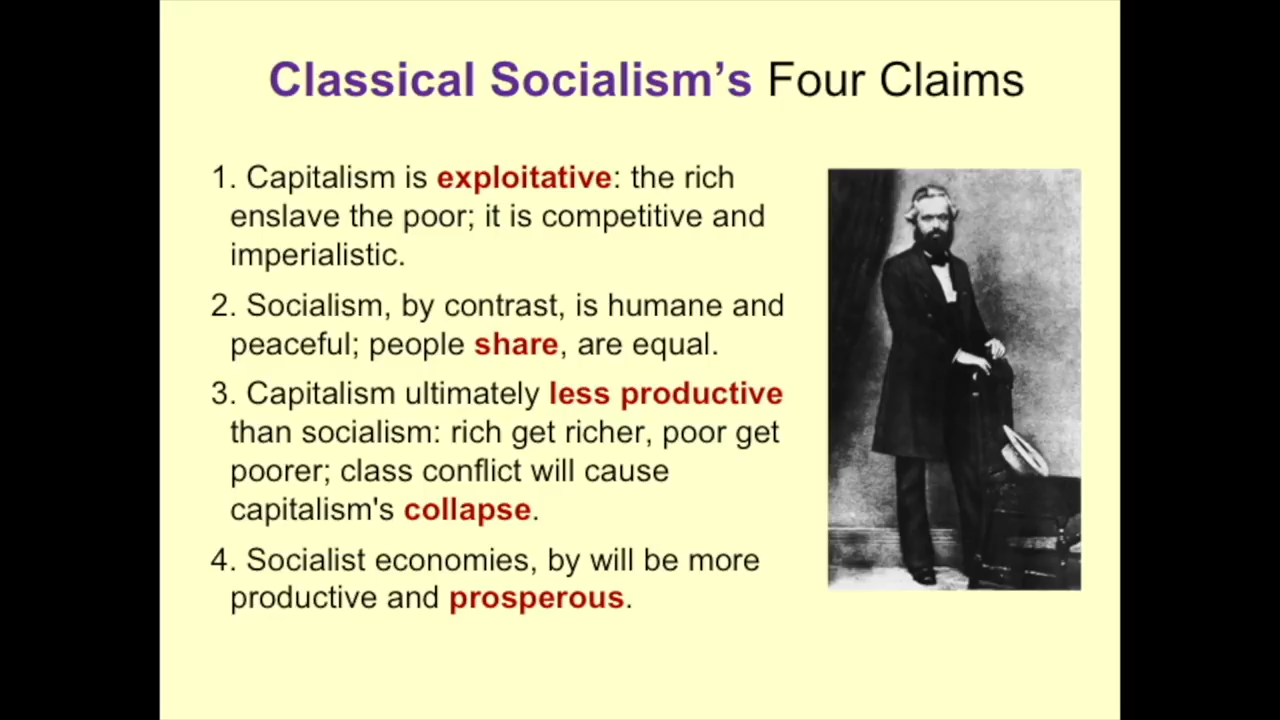 Classical Socialism’s Four Claims
1. Capitalism is exploitative: the rich
enslave the poor; it is competitive and
imperialistic.
2. Socialism, by contrast, is humane and
peaceful; people share, are equal.
3. Capitalism ultimately less productive
than socialism: rich get richer, poor get
poorer; class conflict will cause
capitalism's collapse.
4. Socialist economies, by will be more
productive and prosperous.